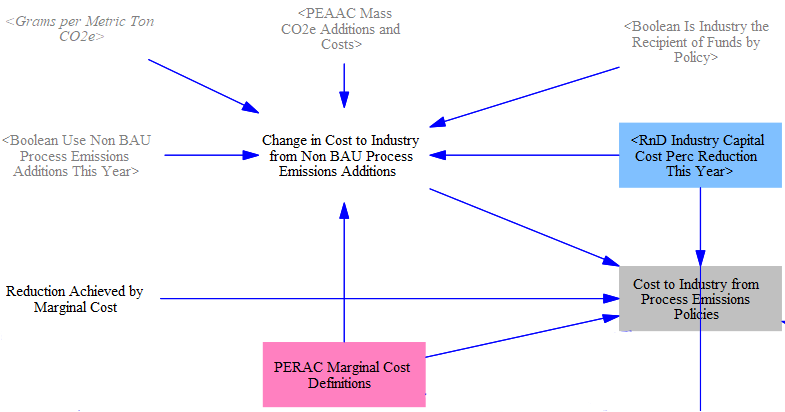 <Grams per Metric Ton
CO2e>
<PEAAC Mass
CO2e Additions and
Costs>
<Boolean Is Industry the
Recipient of Funds by
Policy>
<Boolean Use Non BAU
Process Emissions
Additions This Year>
Change in Cost to Industry
from Non BAU Process
Emissions Additions
<RnD Industry Capital
Cost Perc Reduction
This Year>
Reduction Achieved by
Marginal Cost
Cost to Industry from
Process Emissions
Policies
PERAC Marginal Cost
Definitions